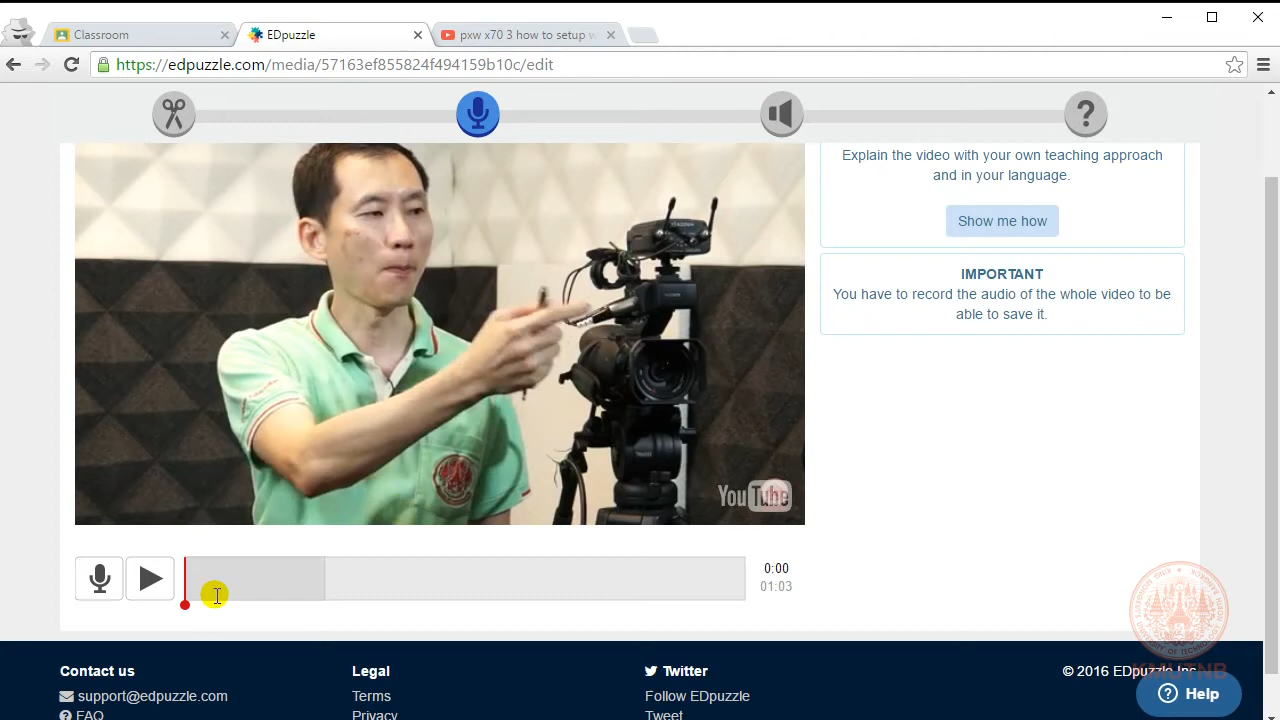 Classroom
EDpuzzle
pxw x70 3 how to setup w
https://edpuzzle.com/media/57163ef855824f494159b10c/edit
?
Explain the video with your own teaching approach
and in your language.
Show me how
IMPORTANT
You have to record the audio of the whole video to be
able to save it.
YouTube
0:00
01:03
Contact us
Legal
Twitter
© 2016 EDpuzzle Inc.
support@edpuzzle.com
Terms
Follow EDpuzzle
KMUTNB
? Help
? FAQ
Privacy
Tweet